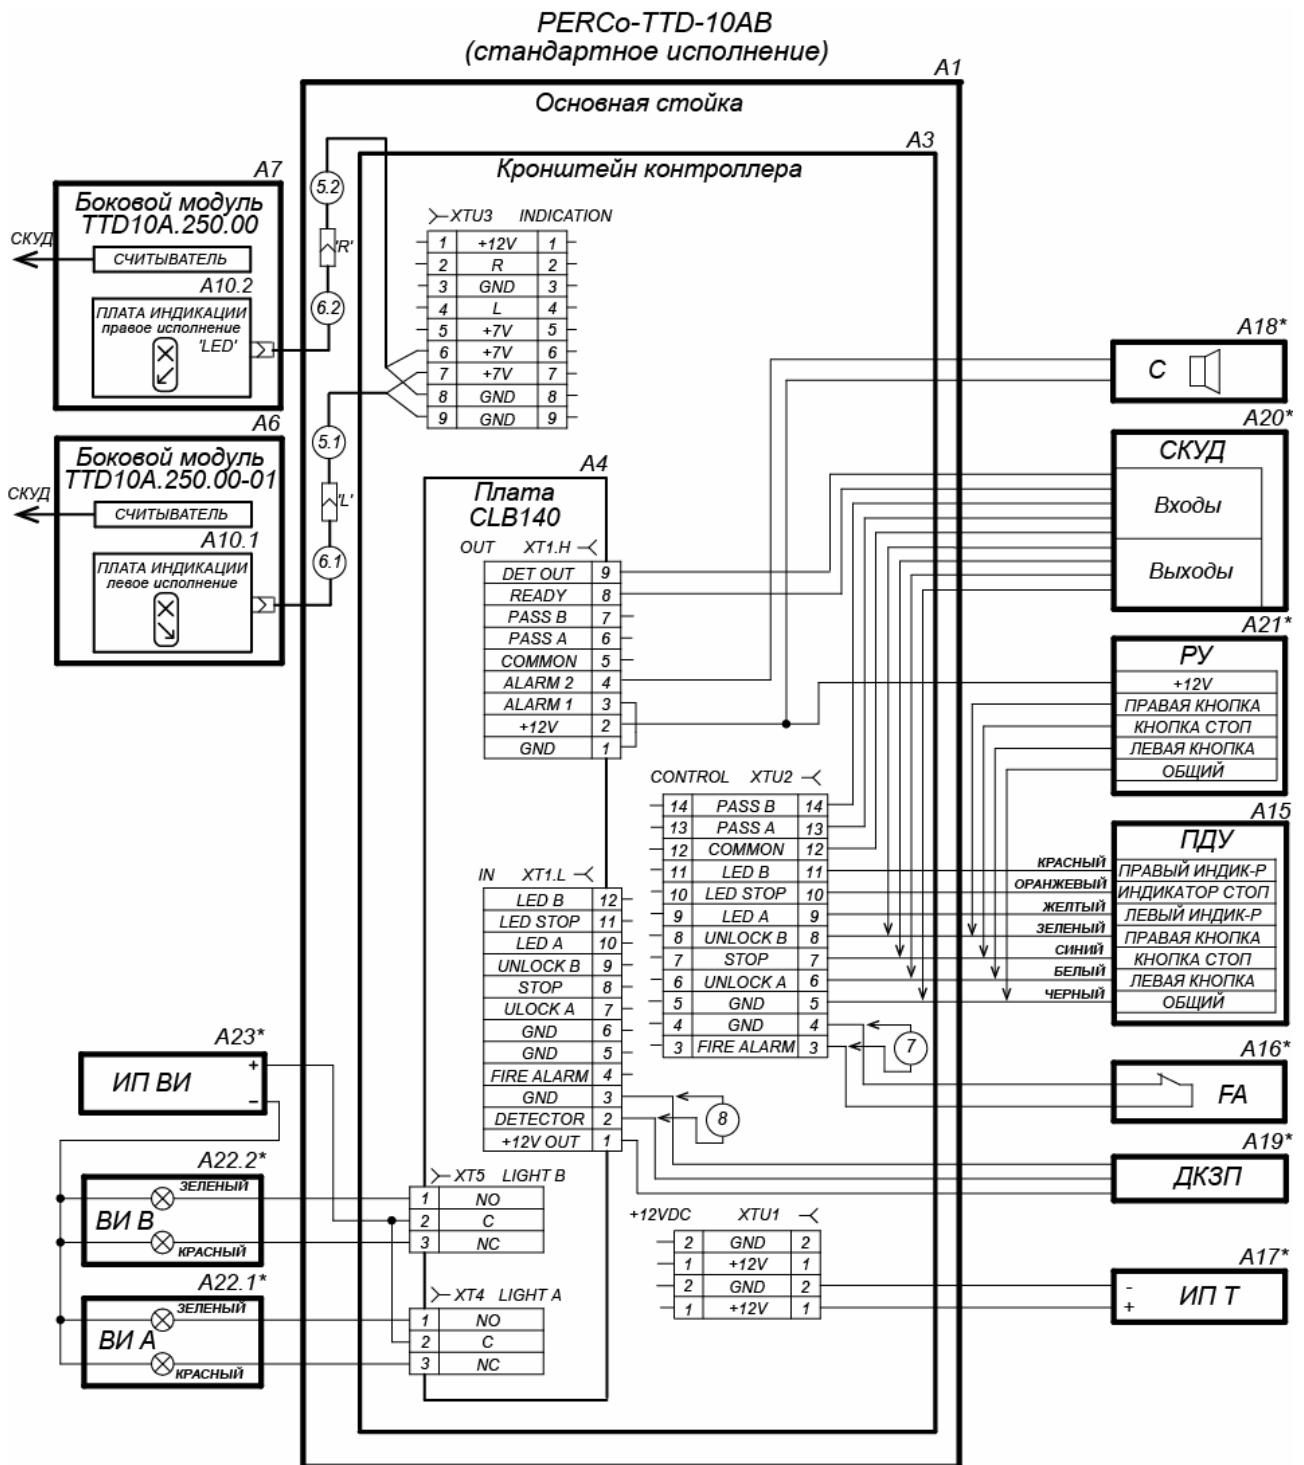 PERCo-TTD-10AB
(стандартное исполнение)
A1
Основная стойка
A3
Кронштейн контроллера
A7
Боковой модуль
TTD10A.250.00
СКУД
СЧИТЫВАТЕЛЬ
A10.2
ПЛАТА ИНДИКАЦИИ
правое исполнение
'LED'
5.2
'R'
6.2
XTU3 INDICATION
1 +12V 1
2 R 2
3 GND 3
4 L 4
5 +7V 5
6 +7V 6
7 +7V 7
8 GND 8
9 GND 9
A6
Боковой модуль
TTD10A.250.00-01
СКУД
СЧИТЫВАТЕЛЬ
A10.1
ПЛАТА ИНДИКАЦИИ
левое исполнение
5.1
'L'
6.1
A4
Плата
CLB140
OUT XT1.H
DET OUT 9
READY 8
PASS B 7
PASS A 6
COMMON 5
ALARM 2 4
ALARM 1 3
+12V 2
GND 1
IN XT1.L
LED B 12
LED STOP 11
LED A 10
UNLOCK B 9
STOP 8
ULOCK A 7
GND 6
GND 5
FIRE ALARM 4
GND 3
DETECTOR 2
+12V OUT 1
8
CONTROL XTU2
14 PASS B 14
13 PASS A 13
12 COMMON 12
11 LED B 11
10 LED STOP 10
9 LED A 9
8 UNLOCK B 8
7 STOP 7
6 UNLOCK A 6
5 GND 5
4 GND 4
3 FIRE ALARM 3
7
A18*
C
A20*
СКУД
Входы
Выходы
A21*
РУ
+12V
ПРАВАЯ КНОПКА
КНОПКА СТОП
ЛЕВАЯ КНОПКА
ОБЩИЙ
A15
ПДУ
КРАСНЫЙ ПРАВЫЙ ИНДИК-Р
ОРАНЖЕВЫЙ ИНДИКАТОР СТОП
ЖЕЛТЫЙ ЛЕВЫЙ ИНДИК-Р
ЗЕЛЕНЫЙ ПРАВАЯ КНОПКА
СИНИЙ КНОПКА СТОП
БЕЛЫЙ ЛЕВАЯ КНОПКА
ЧЕРНЫЙ ОБЩИЙ
A16*
FA
A19*
ДКЗП
A17*
- ИП Т
+
+12VDC XTU1
2 GND 2
1 +12V 1
2 GND 2
1 +12V 1
A23*
ИП ВИ
+
-
A22.2*
ЗЕЛЕНЫЙ
ВИ В
КРАСНЫЙ
XT5 LIGHT B
1 NO
2 C
3 NC
A22.1*
ЗЕЛЕНЫЙ
ВИ А
КРАСНЫЙ
XT4 LIGHT A
1 NO
2 C
3 NC